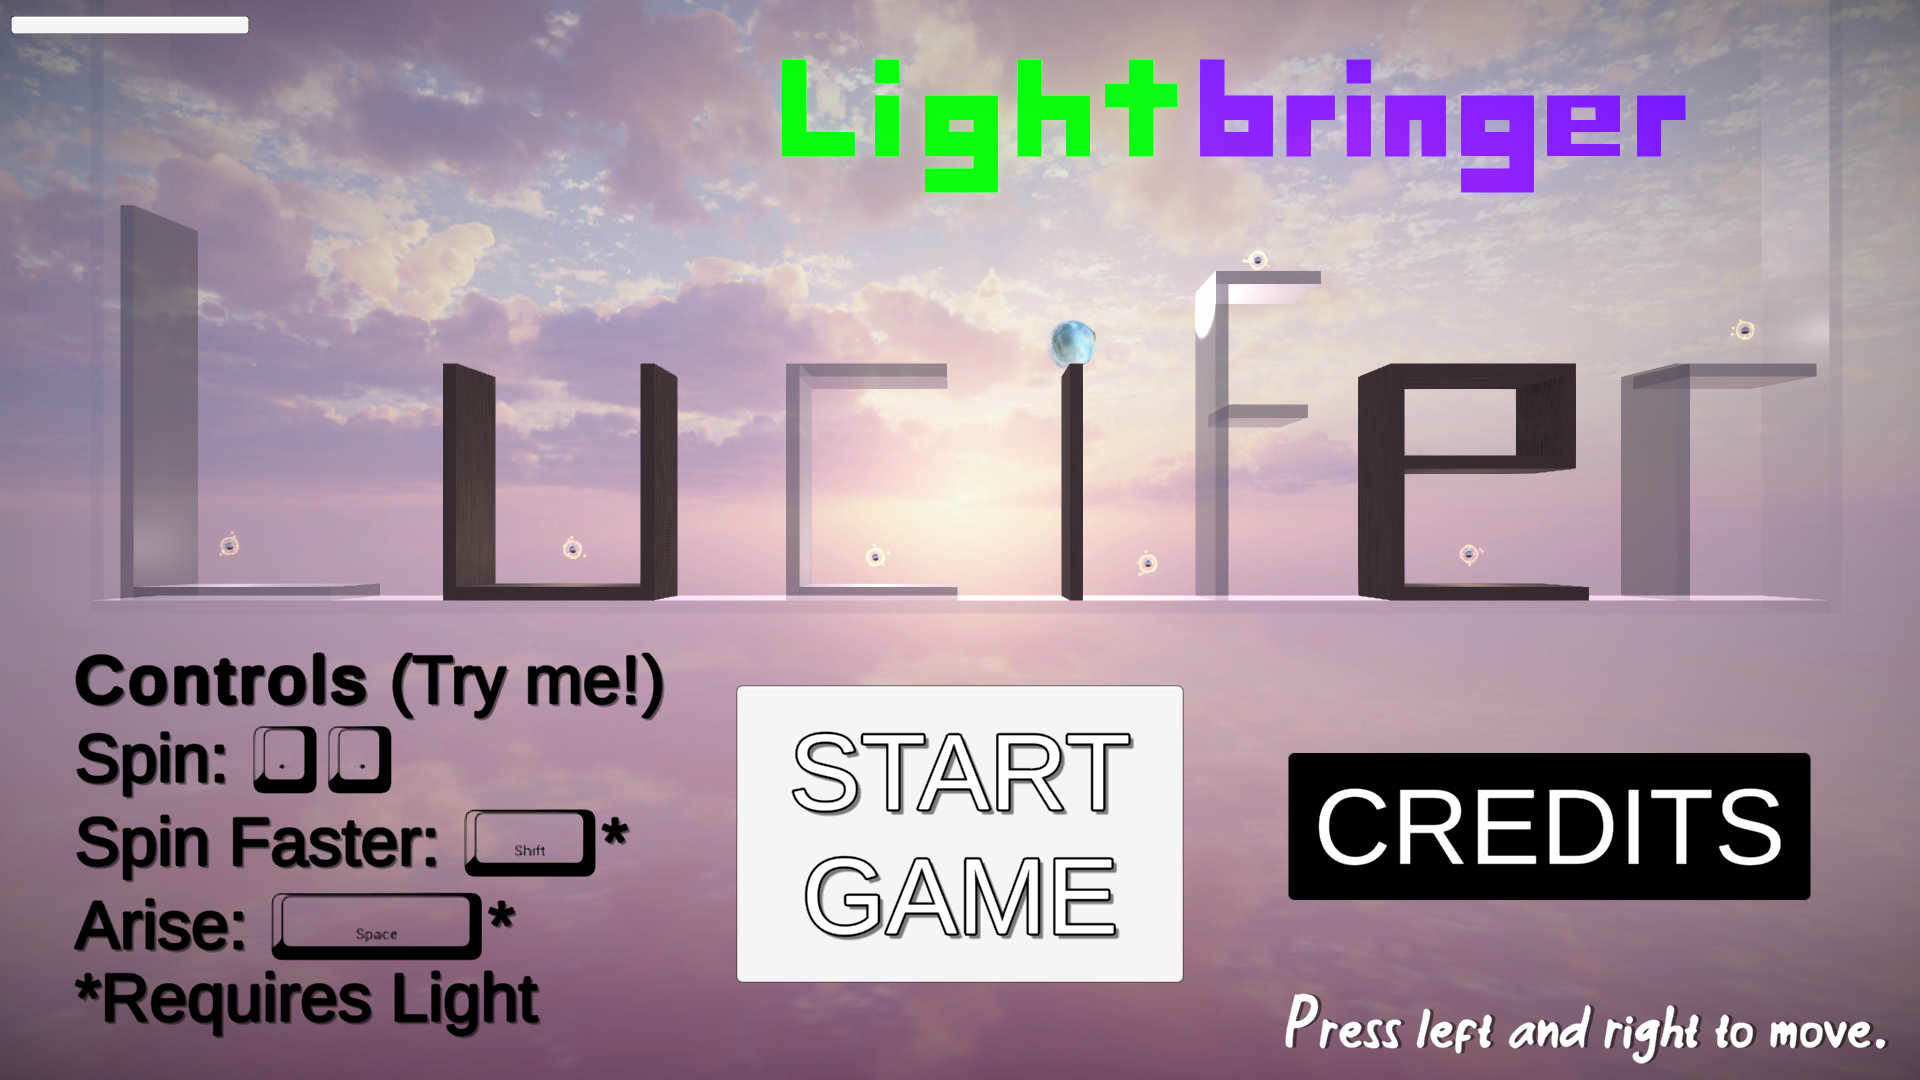 Lightbringer
Lucifer
Controls (Try me!)
Spin:
Spin Faster: Shift*
Arise: Space*
*Requires Light
START
GAME
CREDITS
Press left and right to move.